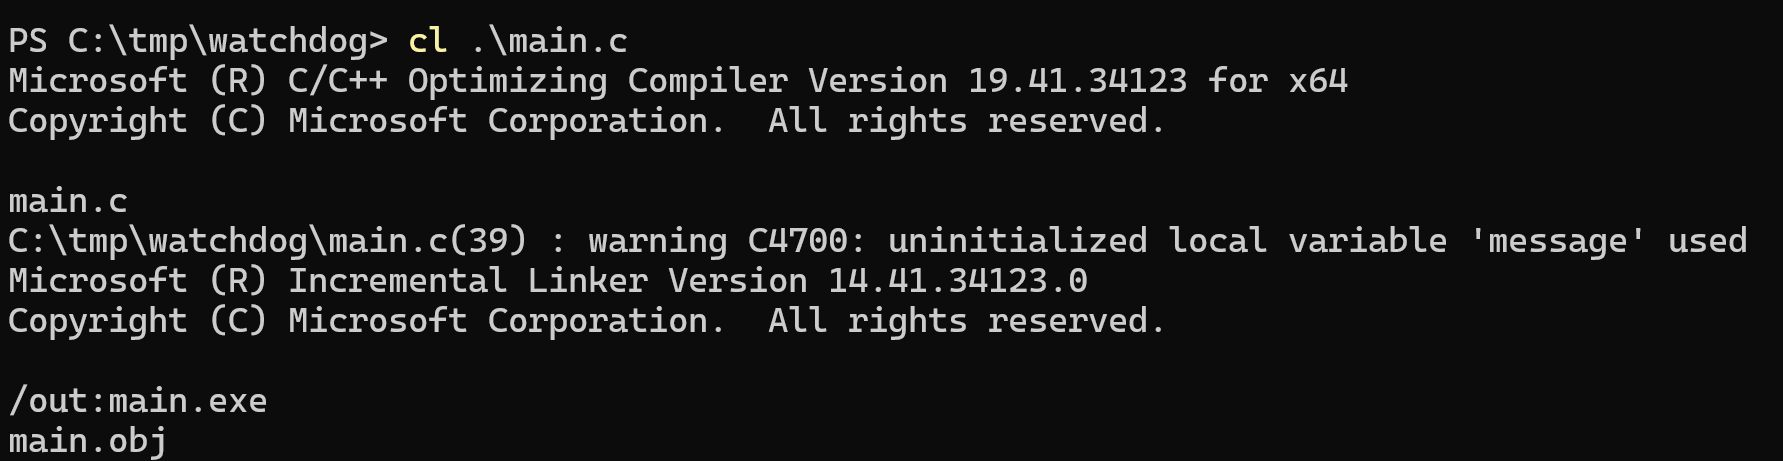 PS C:\tmp\watchdog> cl .\main.c
Microsoft (R) C/C++ Optimizing Compiler Version 19.41.34123 for x64
Copyright (C) Microsoft Corporation.  All rights reserved.

main.c
C:\tmp\watchdog\main.c(39) : warning C4700: uninitialized local variable 'message' used
Microsoft (R) Incremental Linker Version 14.41.34123.0
Copyright (C) Microsoft Corporation.  All rights reserved.

/out:main.exe
main.obj